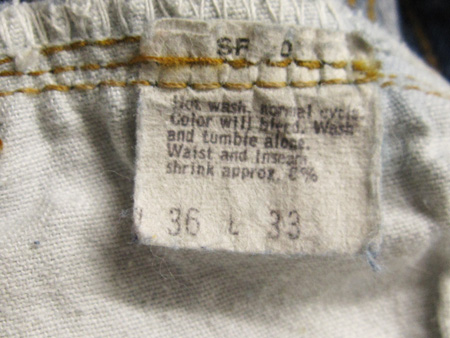 SF 0
Hot wash, normal cycle
Color will bleed. Wash
and tumble alone.
Waist and Inseam
shrink approx. 8%
36 L 33